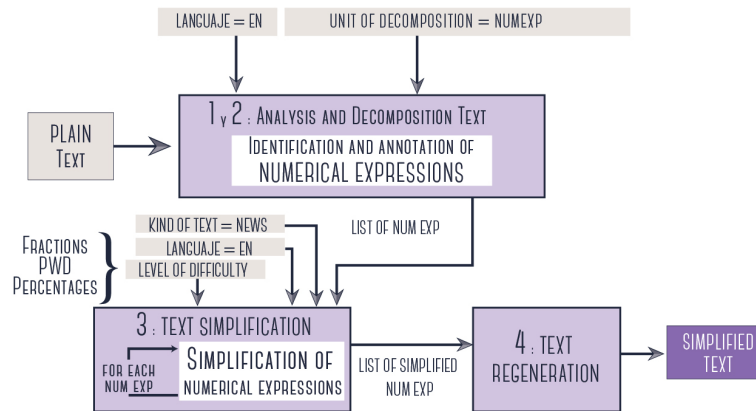 LANGUAJE = EN
UNIT OF DECOMPOSITION = NUMEXP
1 y 2 : ANALYSIS AND DECOMPOSITION TEXT
PLAIN
TEXT
IDENTIFICATION AND ANNOTATION OF
NUMERICAL EXPRESSIONS
LIST OF NUM EXP
KIND OF TEXT = NEWS
LANGUAJE = EN
LEVEL OF DIFFICULTY
FRACTIONS
PWD
PERCENTAGES
3 : TEXT SIMPLIFICATION
FOR EACH
NUM EXP
SIMPLIFICATION OF
NUMERICAL EXPRESSIONS
LIST OF SIMPLIFIED
NUM EXP
4: TEXT
REGENERATION
SIMPLIFIED
TEXT